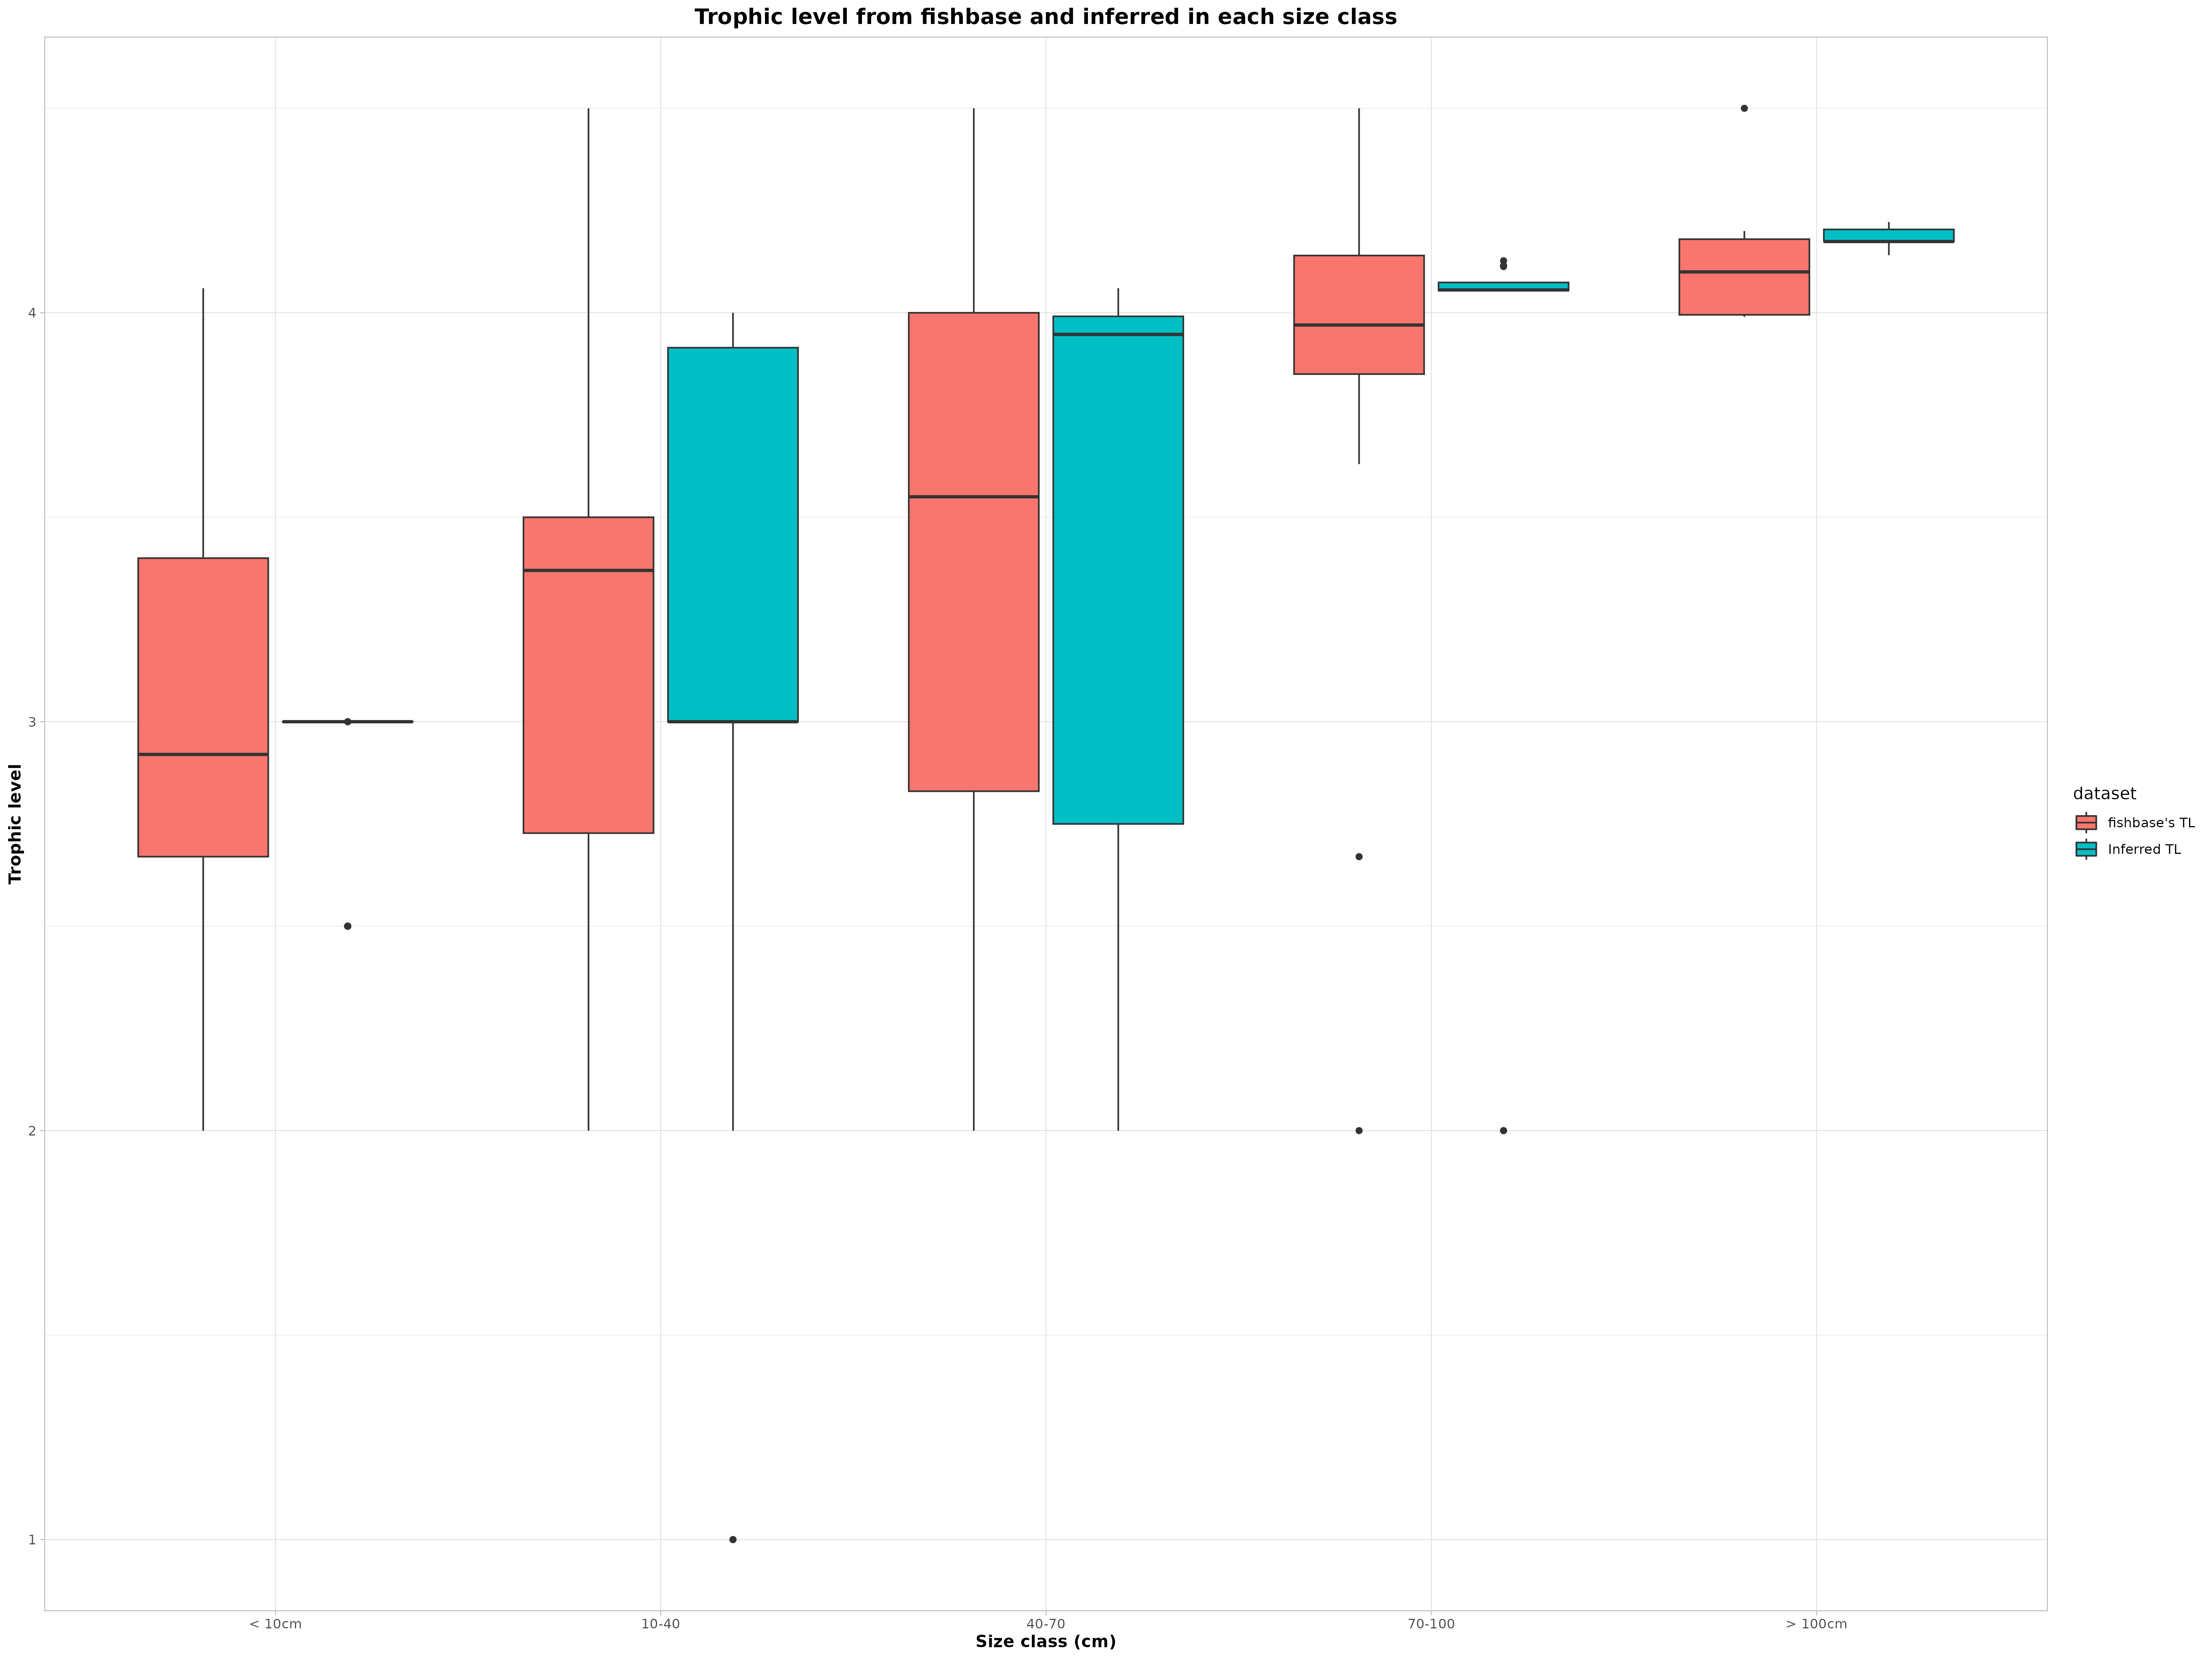 Trophic level from fishbase and inferred in each size class
Trophic level
4
3
2
1
< 10cm
10-40
40-70
70-100
> 100cm
Size class (cm)
dataset
fishbase's TL
Inferred TL